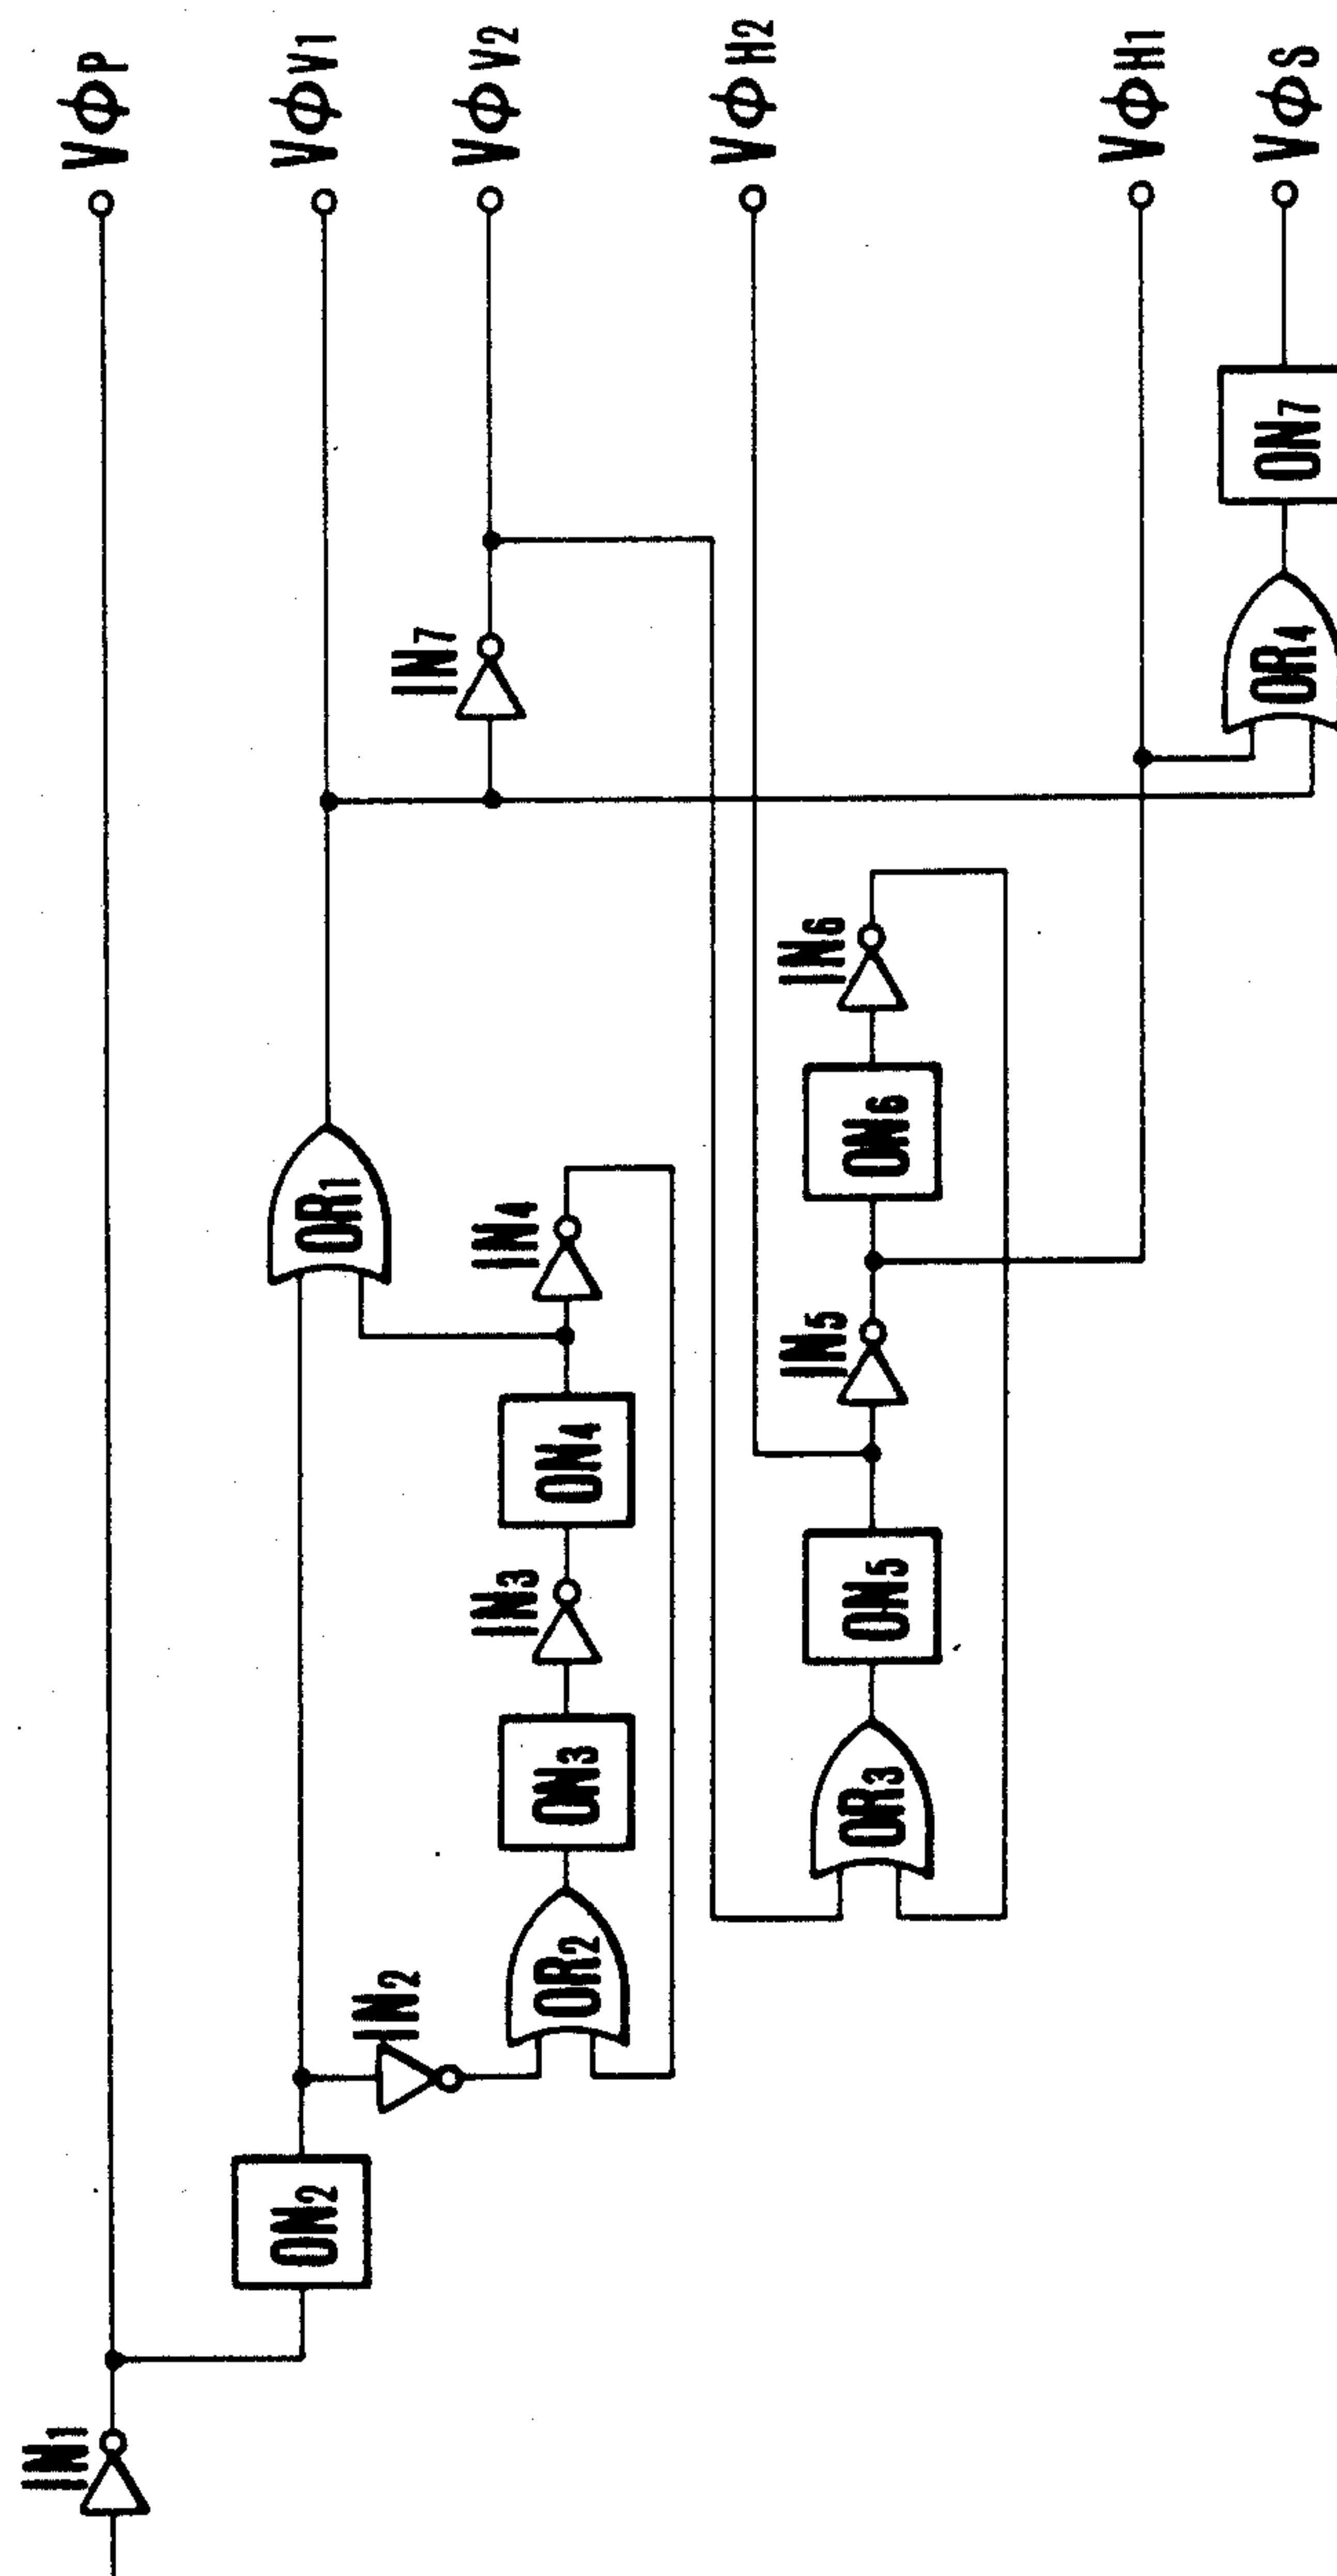 VϕP
VϕV1
VϕV2
VϕH2
VϕH1
VϕS
IN1
ON2
IN2
OR1
OR2
ON3
IN3
ON4
IN4
IN7
OR3
ON5
IN5
ON6
IN6
OR4
ON7